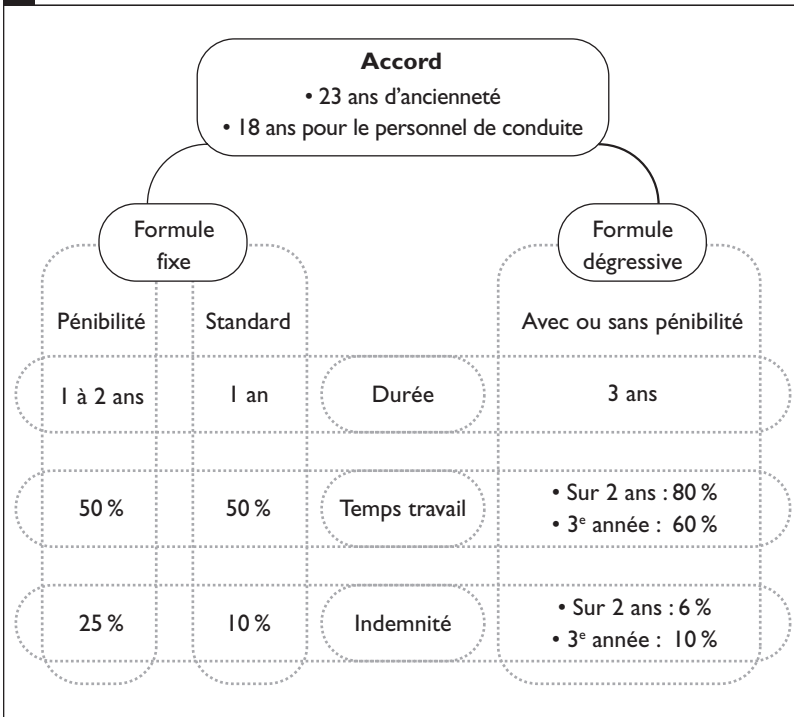 Accord
• 23 ans d'ancienneté
• 18 ans pour le personnel de conduite
Formule
fixe
Formule
dégressive
Pénibilité
Standard
Avec ou sans pénibilité
1 à 2 ans
1 an
Durée
3 ans
50 %
50 %
Temps travail
• Sur 2 ans : 80 %
• 3e année : 60 %
25 %
10 %
Indemnité
• Sur 2 ans : 6 %
• 3e année : 10 %